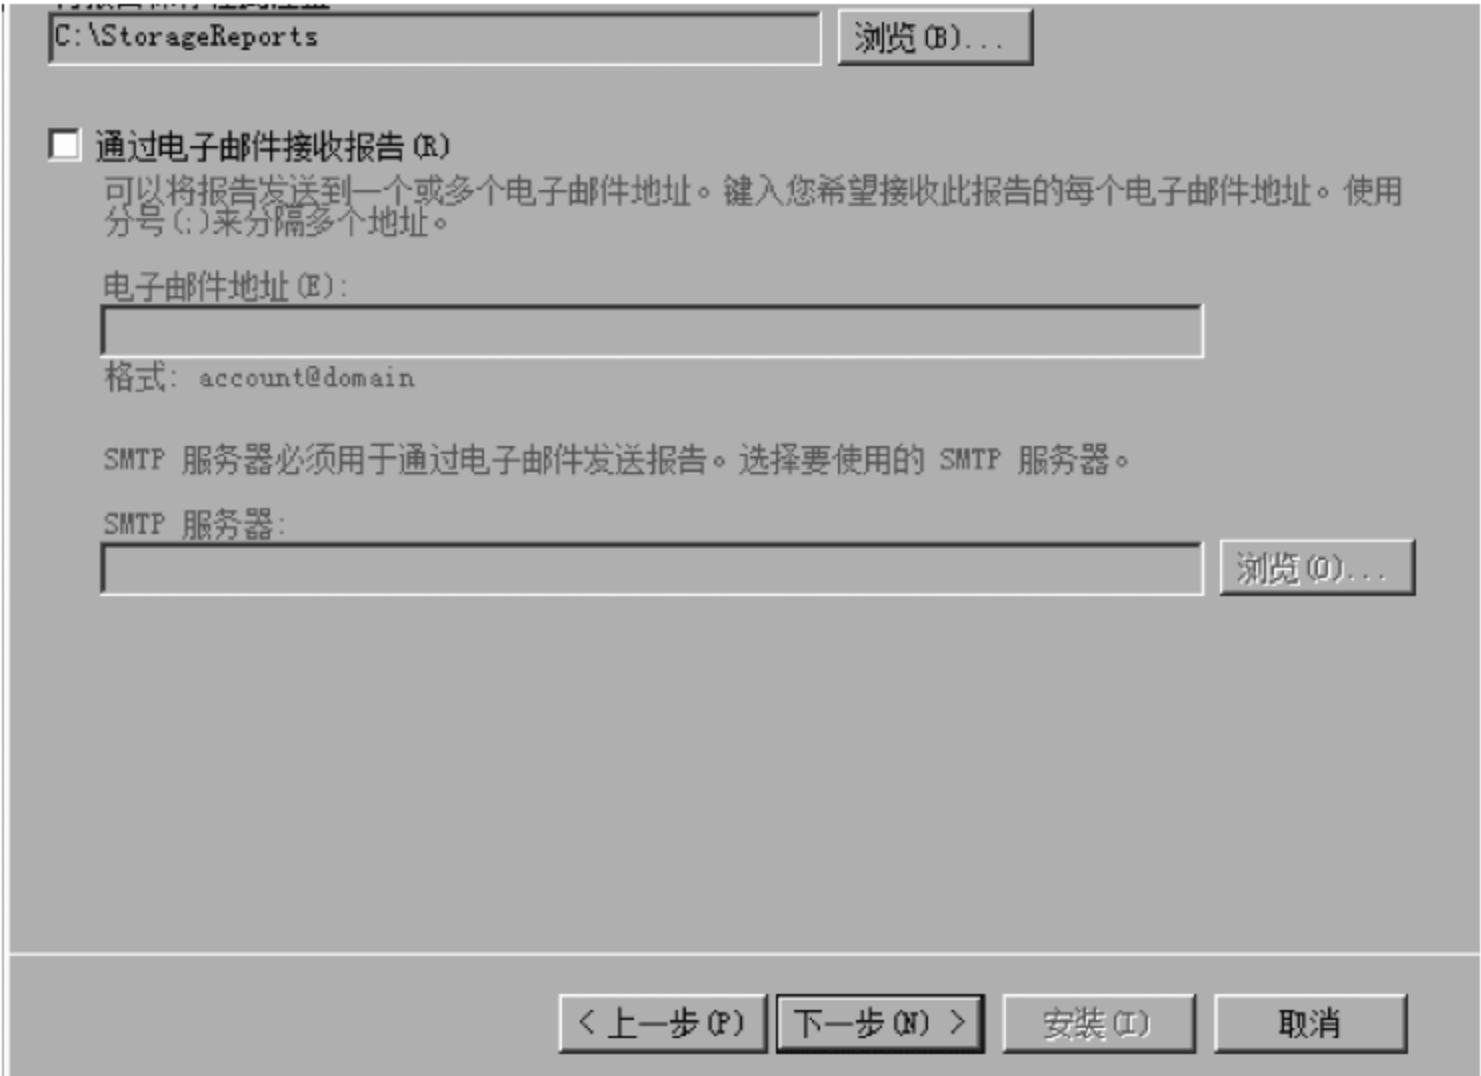 C:\StorageReports
浏览(B)...
通过电子邮件接收报告(R)
可以将报告发送到一个或多个电子邮件地址。键入您希望接收此报告的每个电子邮件地址。使用
分号(;)来分隔多个地址。
电子邮件地址(E):
格式: account@domain
SMTP 服务器必须用于通过电子邮件发送报告。选择要使用的 SMTP 服务器。
SMTP 服务器:
浏览(O)...
< 上一步(P)
下一步(N) >
安装(I)
取消